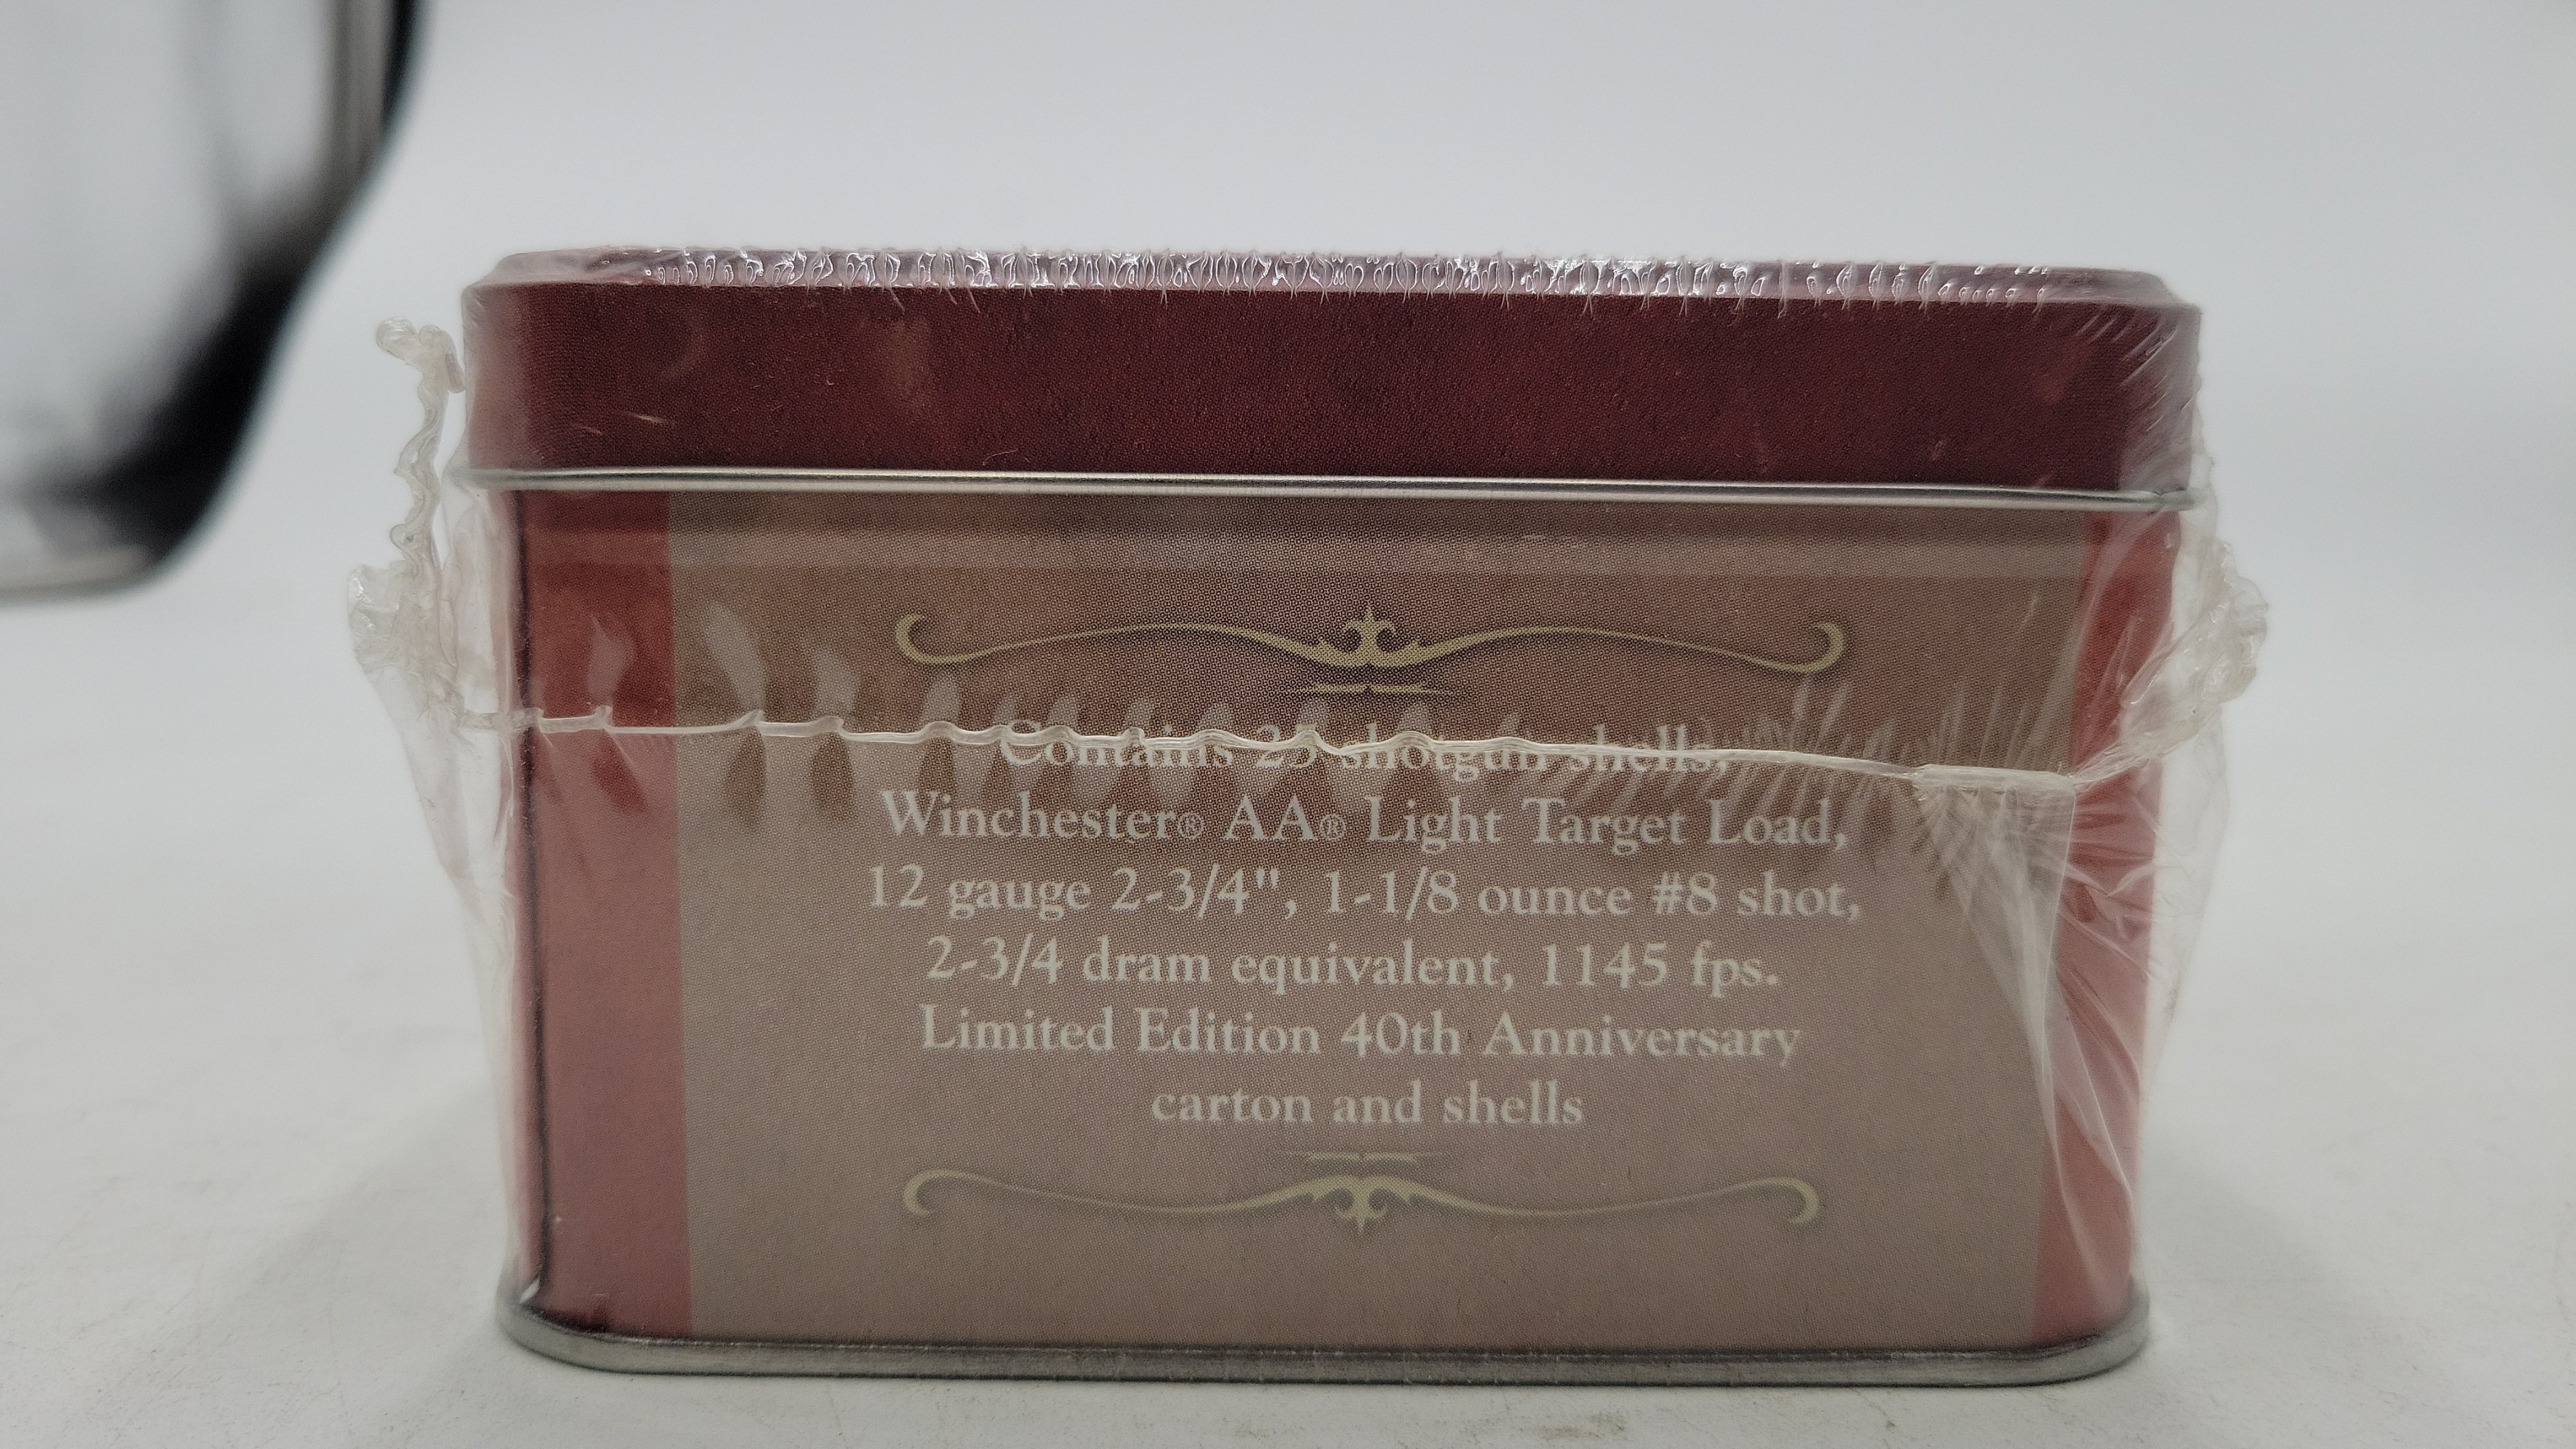 Contains 25 shotgun shells,
Winchester® AA® Light Target Load,
12 gauge 2-3/4", 1-1/8 ounce #8 shot,
2-3/4 dram equivalent, 1145 fps.
Limited Edition 40th Anniversary
carton and shells